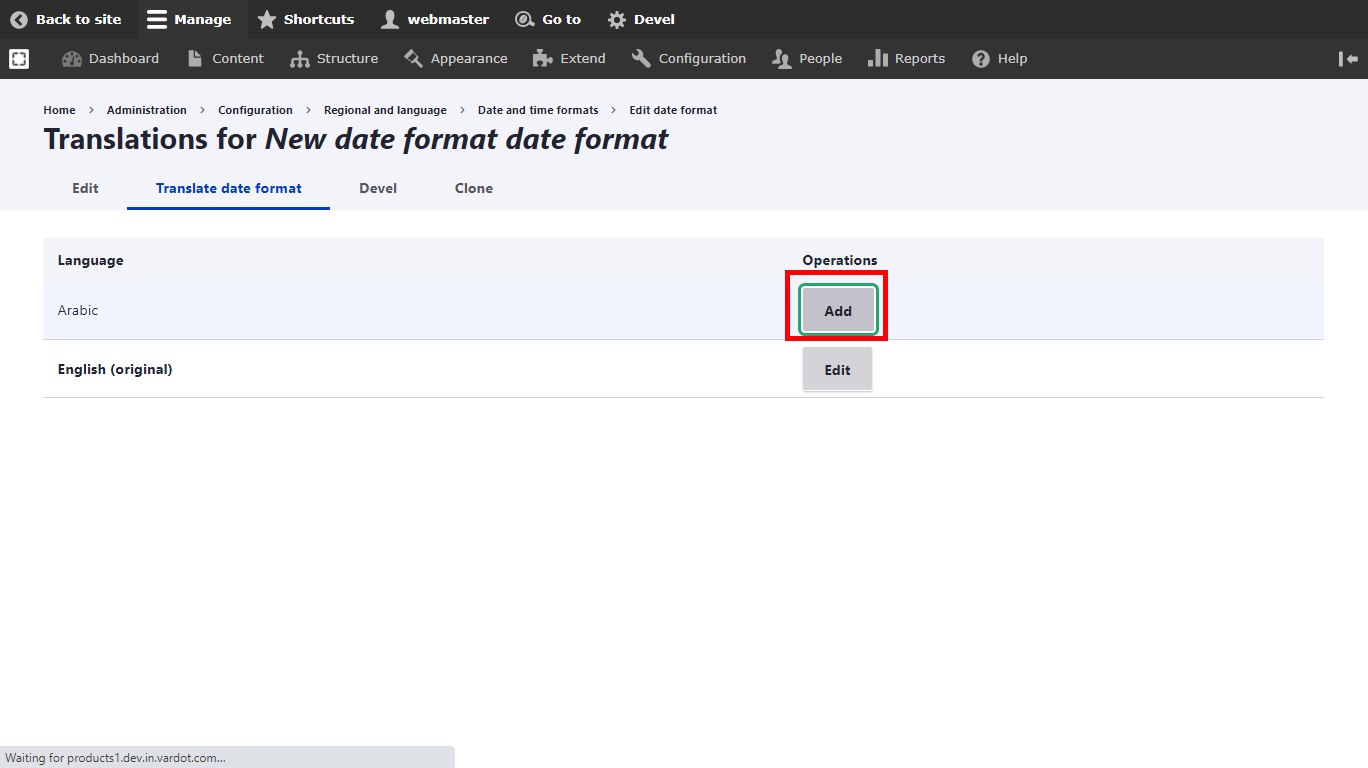 Back to site Manage Shortcuts webmaster Go to Devel
Dashboard Content Structure Appearance Extend Configuration People Reports Help
Home › Administration › Configuration › Regional and language › Date and time formats › Edit date format
Translations for New date format date format
Edit Translate date format Devel Clone
Language Operations
Arabic Add
English (original) Edit
Waiting for products1.dev.in.vardot.com...